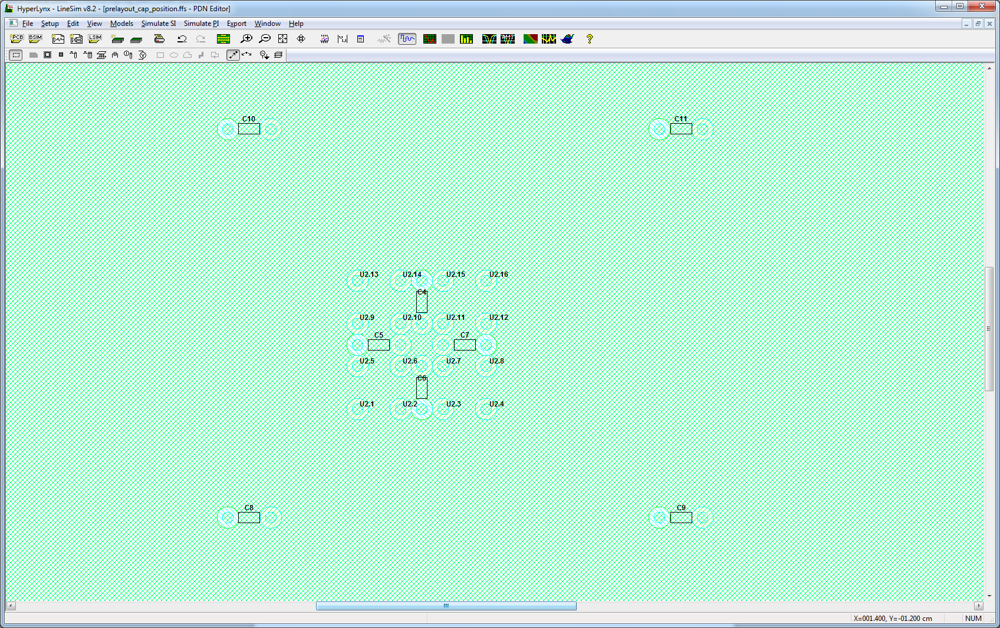 HyperLynx - LineSim v8.2 - [prelayout_cap_position.ffs - PDN Editor]
File Setup Edit View Models Simulate SI Simulate PI Export Window Help
PCB BSIM LSIM AMI ?
C10 C11
U2.13 U2.14 U2.15 U2.16
C4
U2.9 U2.10 U2.11 U2.12
C5 C7
U2.5 U2.6 U2.7 U2.8
C6
U2.1 U2.2 U2.3 U2.4
C8 C9
X=001.400, Y=-01.200 cm NUM